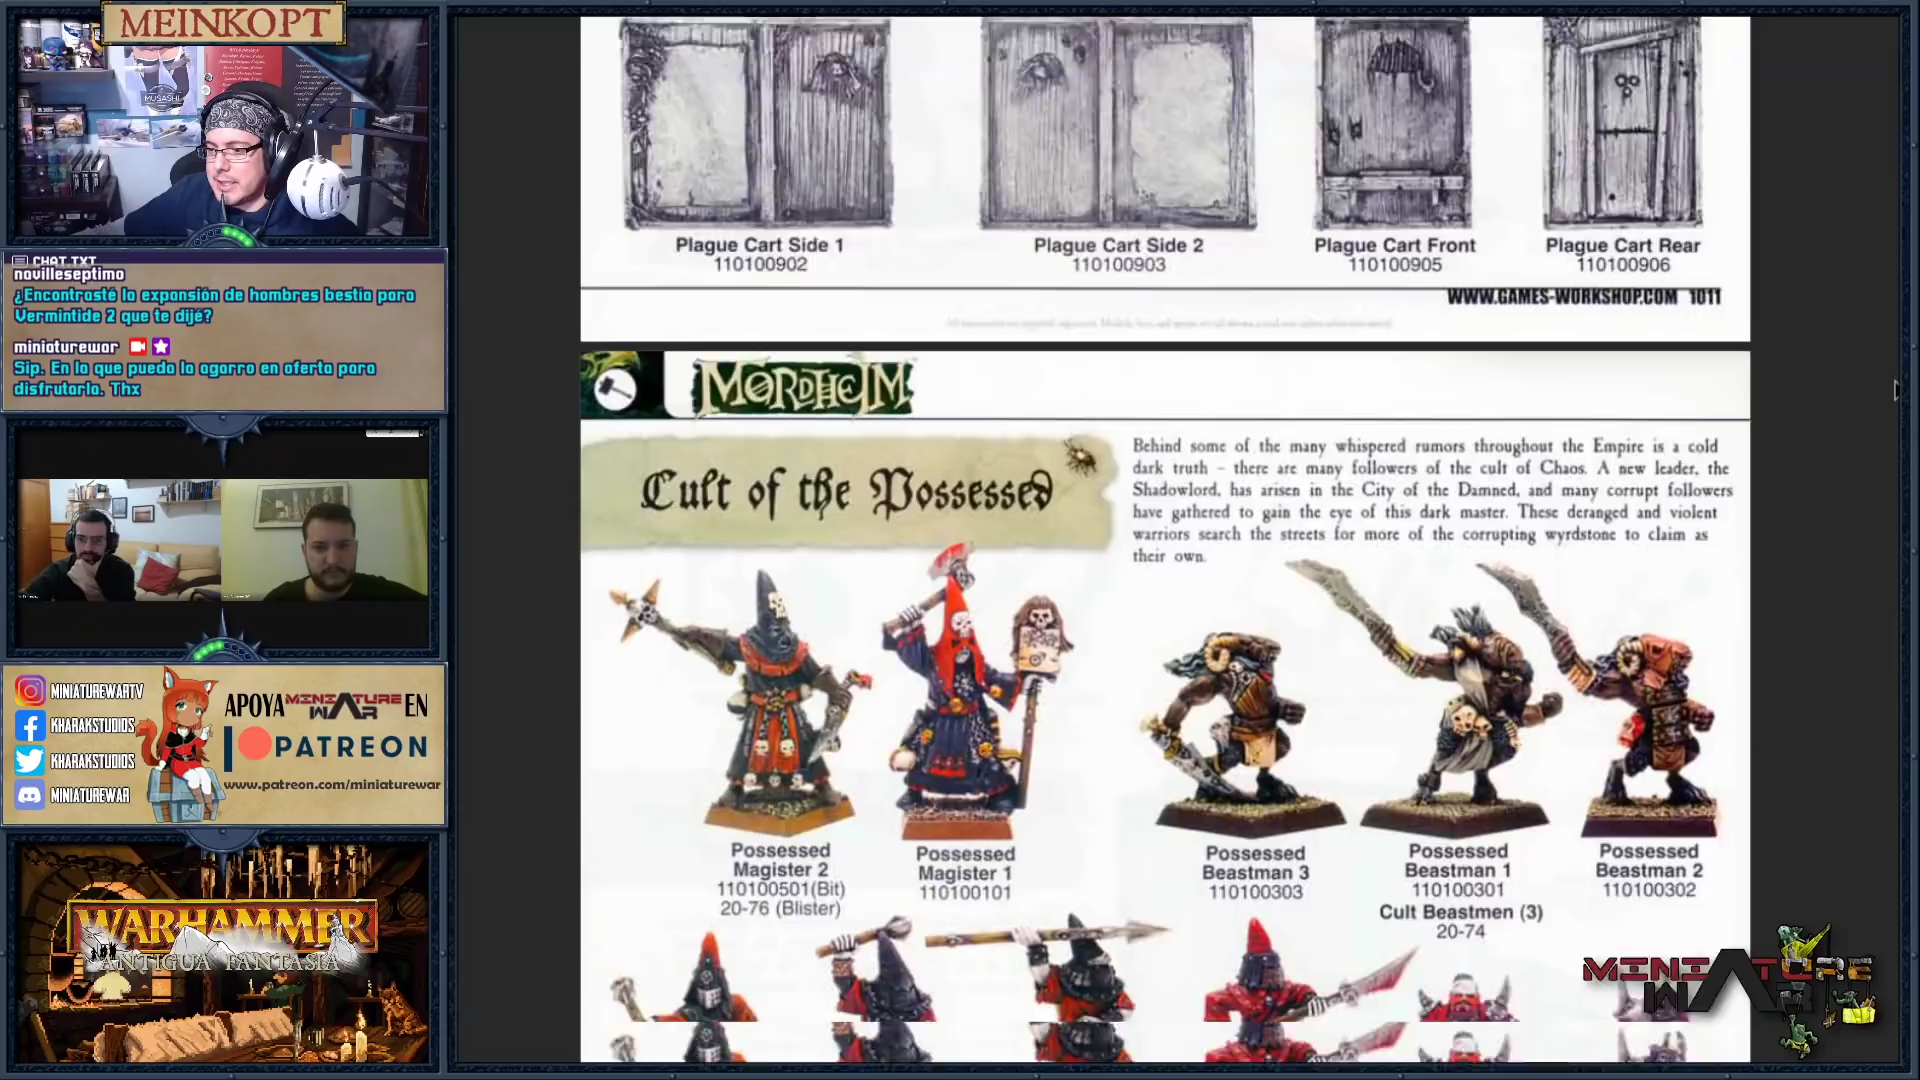 MEINKOPT
MUSASHI
CHAT.TXT
navilleseptimo
¿Encontrasté la expansión de hombres bestia para
Vermintide 2 que te dijé?
miniaturewar
Sip. En lo que pueda la agarro en oferta para
disfrutarla. Thx
MINIATUREWARTV
KHARAKSTUDIOS
KHARAKSTUDIOS
MINIATUREWAR
APOYA MINIATURE WAR EN
PATREON
www.patreon.com/miniaturewar
WARHAMMER
ANTIGUA FANTASIA
Plague Cart Side 1
110100902
Plague Cart Side 2
110100903
Plague Cart Front
110100905
Plague Cart Rear
110100906
WWW.GAMES-WORKSHOP.COM 1011
MORDHEIM
Cult of the Possessed
Behind some of the many whispered rumors throughout the Empire is a cold
dark truth – there are many followers of the cult of Chaos. A new leader, the
Shadowlord, has arisen in the City of the Damned, and many corrupt followers
have gathered to gain the eye of this dark master. These deranged and violent
warriors search the streets for more of the corrupting wyrdstone to claim as
their own.
Possessed
Magister 2
110100501(Bit)
20-76 (Blister)
Possessed
Magister 1
110100101
Possessed
Beastman 3
110100303
Possessed
Beastman 1
110100301
Cult Beastmen (3)
20-74
Possessed
Beastman 2
110100302
MINIATURE
WAR